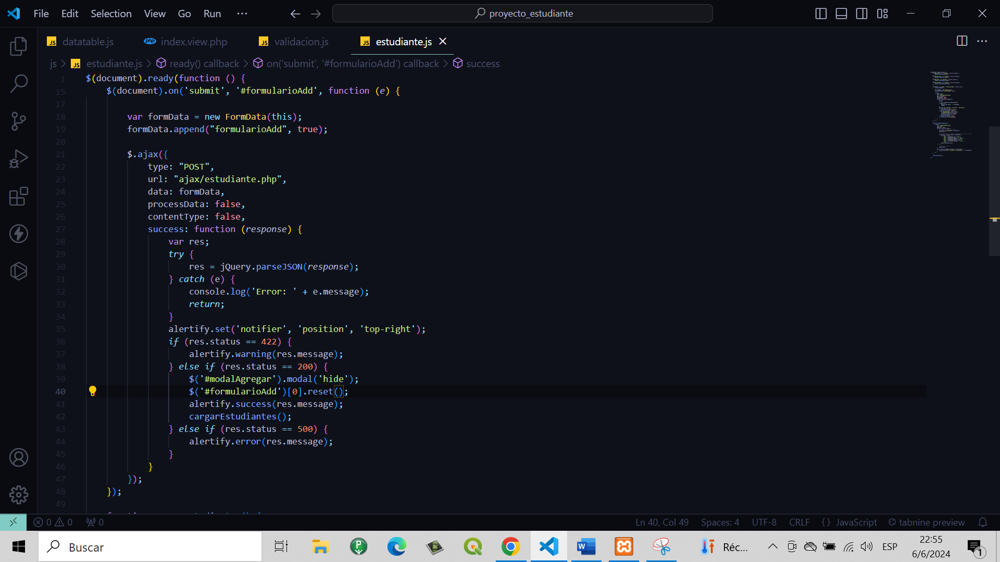 File Edit Selection View Go Run ··· proyecto_estudiante
datatable.js index.view.php validacion.js estudiante.js
js > estudiante.js > ready() callback > on('submit', '#formularioAdd') callback > success
1 $(document).ready(function () {
15 $(document).on('submit', '#formularioAdd', function (e) {
17
18 var formData = new FormData(this);
19 formData.append("formularioAdd", true);
20
21 $.ajax({
22 type: "POST",
23 url: "ajax/estudiante.php",
24 data: formData,
25 processData: false,
26 contentType: false,
27 success: function (response) {
28 var res;
29 try {
30 res = jQuery.parseJSON(response);
31 } catch (e) {
32 console.log('Error: ' + e.message);
33 return;
34 }
35 alertify.set('notifier', 'position', 'top-right');
36 if (res.status == 422) {
37 alertify.warning(res.message);
38 } else if (res.status == 200) {
39 $('#modalAgregar').modal('hide');
40 $('#formularioAdd')[0].reset();
41 alertify.success(res.message);
42 cargarEstudiantes();
43 } else if (res.status == 500) {
44 alertify.error(res.message);
45 }
46 }
47 });
48 });
49
0 0 0 Ln 40, Col 49 Spaces: 4 UTF-8 CRLF {} JavaScript tabnine preview
Buscar Réc... ESP 22:55
6/6/2024 1